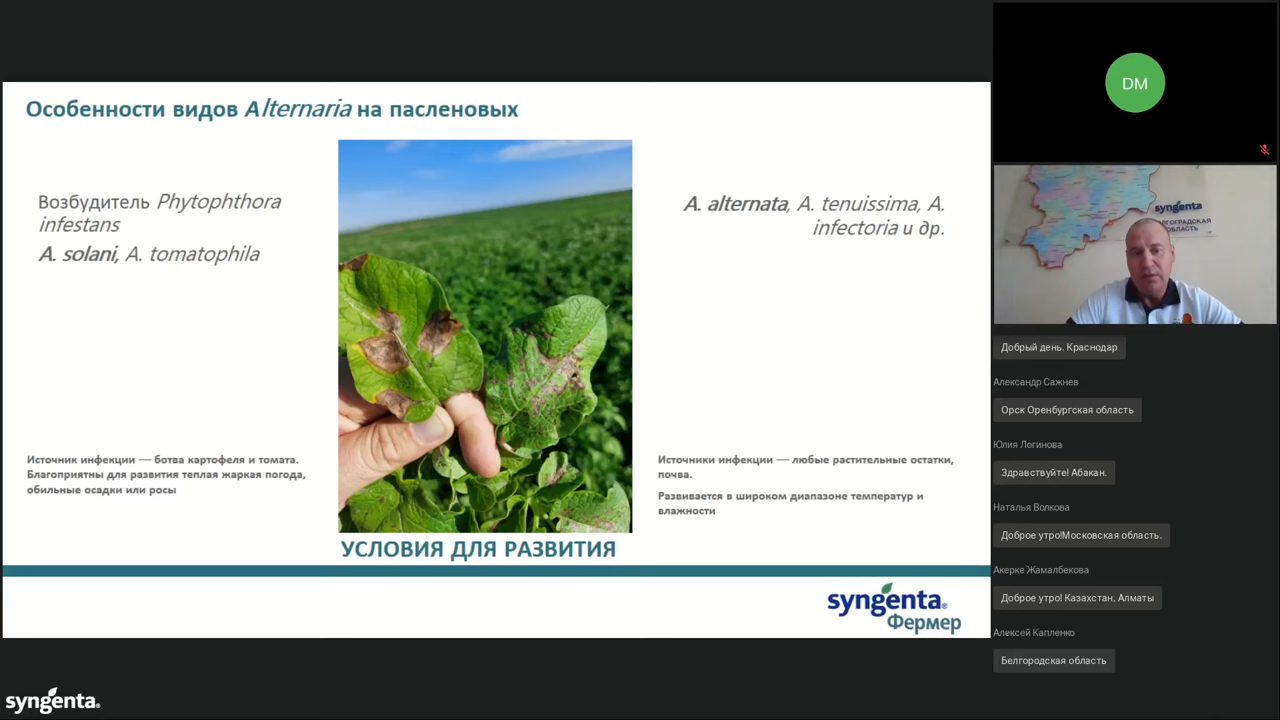 Особенности видов Alternaria на пасленовых
Возбудитель Phytophthora
infestans
A. solani, A. tomatophila
A. alternata, A. tenuissima, A.
infectoria и др.
Источник инфекции — ботва картофеля и томата.
Благоприятны для развития теплая жаркая погода,
обильные осадки или росы
Источники инфекции — любые растительные остатки,
почва.
Развивается в широком диапазоне температур и
влажности
УСЛОВИЯ ДЛЯ РАЗВИТИЯ
syngenta®
Фермер
syngenta®
DM
syngenta
ОБЛАСТЬ
Добрый день. Краснодар
Александр Сажнев
Орск Оренбургская область
Юлия Логинова
Здравствуйте! Абакан.
Наталья Волкова
Доброе утро!Московская область.
Акерке Жамалбекова
Доброе утро! Казахстан, Алматы
Алексей Капленко
Белгородская область